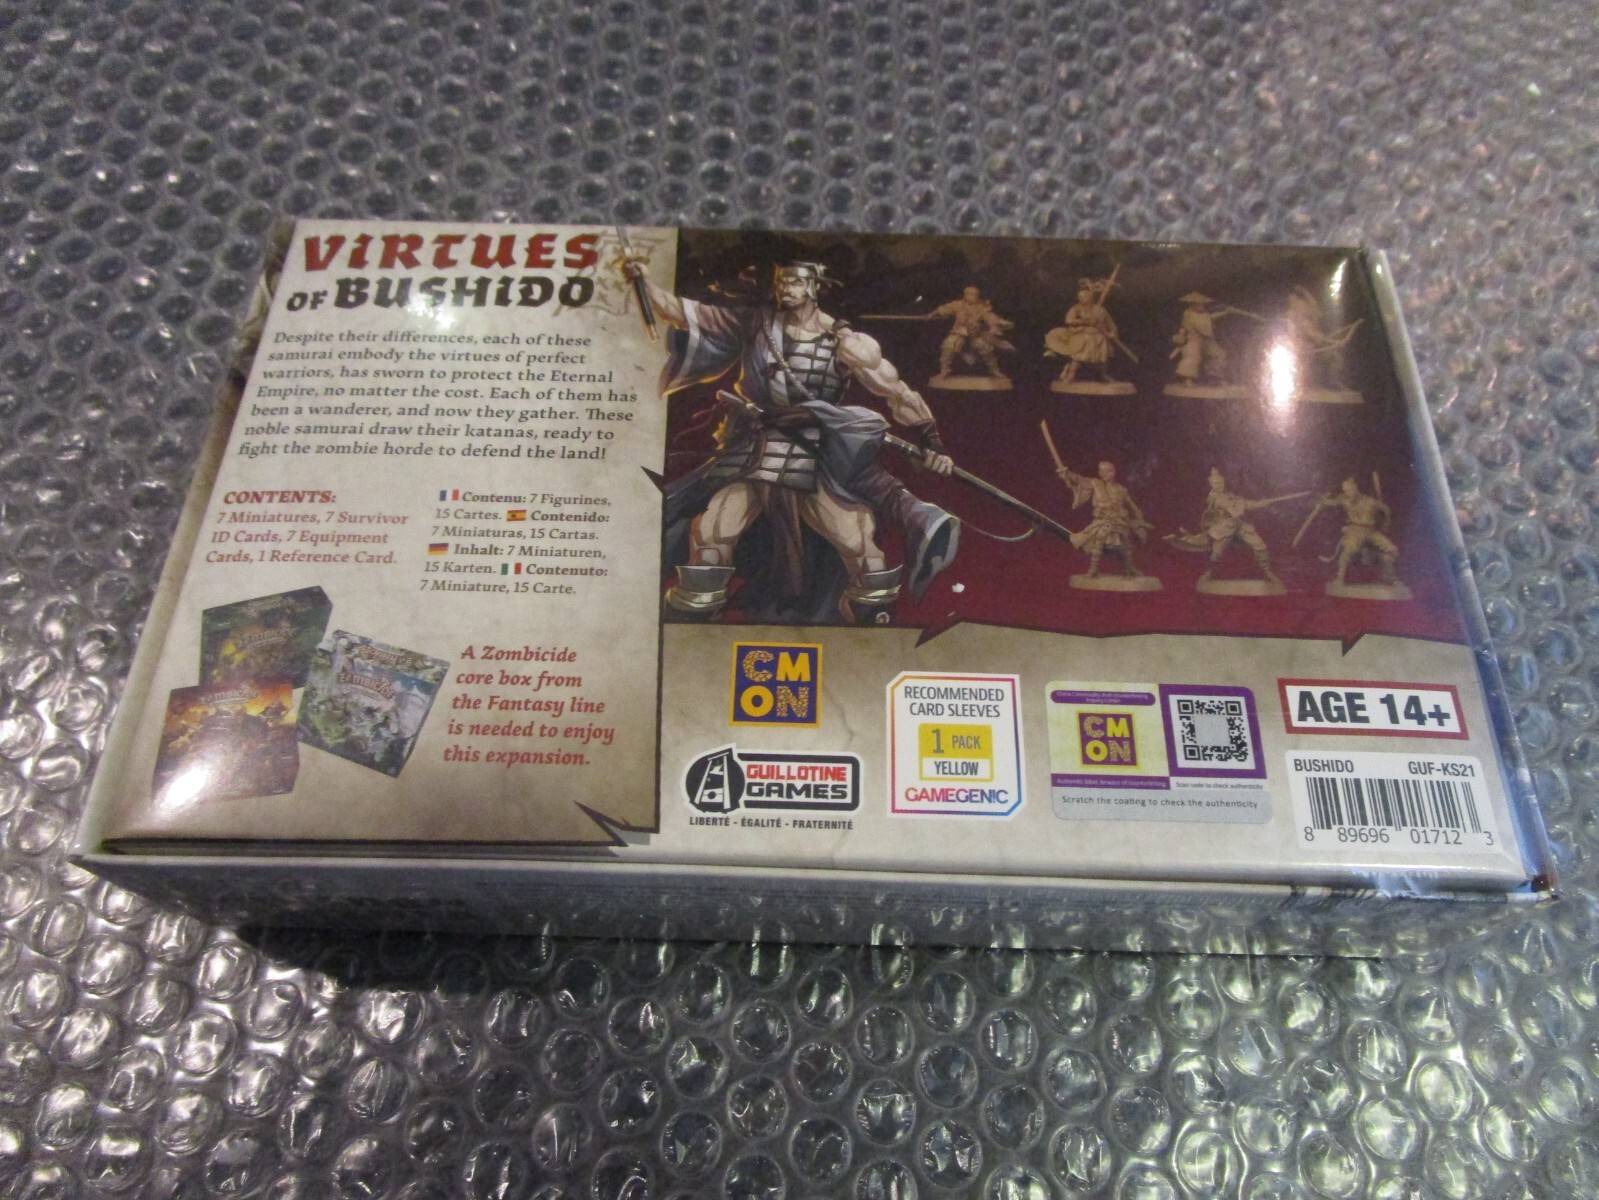 VIRTUES
OF BUSHIDO
Despite their differences, each of these
samurai embody the virtues of perfect
warriors, has sworn to protect the Eternal
Empire, no matter the cost. Each of them has
been a wanderer, and now they gather. These
noble samurai draw their katanas, ready to
fight the zombie horde to defend the land!
CONTENTS:
7 Miniatures, 7 Survivor
ID Cards, 7 Equipment
Cards, 1 Reference Card.
Contenu: 7 Figurines,
15 Cartes. Contenido:
7 Miniaturas, 15 Cartas.
Inhalt: 7 Miniaturen,
15 Karten. Contenuto:
7 Miniature, 15 Carte.
A Zombicide
core box from
the Fantasy line
is needed to enjoy
this expansion.
CM
ON
GUILLOTINE
GAMES
LIBERTÉ - ÉGALITÉ - FRATERNITÉ
RECOMMENDED
CARD SLEEVES
1 PACK
YELLOW
GAMEGENIC
CM
ON
Scan code to check authenticity
Scratch the coating to check the authenticity
AGE 14+
BUSHIDO GUF-KS21
8 89696 01712 3